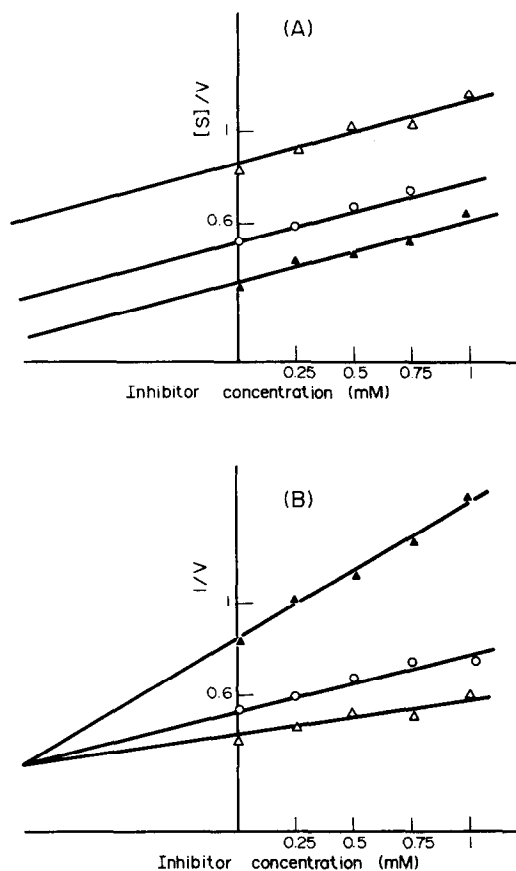 (A)
[S]/V
1
0.6
0.25 0.5 0.75 1
Inhibitor concentration (mM)
(B)
1/V
1
0.6
0.25 0.5 0.75 1
Inhibitor concentration (mM)